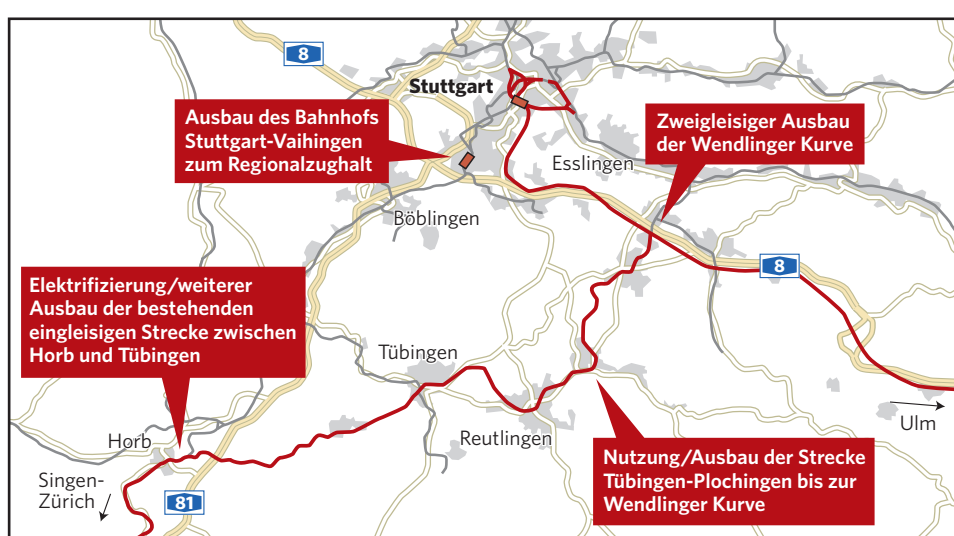 8
Stuttgart
Ausbau des Bahnhofs
Stuttgart-Vaihingen
zum Regionalzughalt
Zweigleisiger Ausbau
der Wendlinger Kurve
Esslingen
Böblingen
8
Elektrifizierung/weiterer
Ausbau der bestehenden
eingleisigen Strecke zwischen
Horb und Tübingen
Tübingen
Ulm
Horb
Reutlingen
Nutzung/Ausbau der Strecke
Tübingen-Plochingen bis zur
Wendlinger Kurve
Singen-
Zürich
81